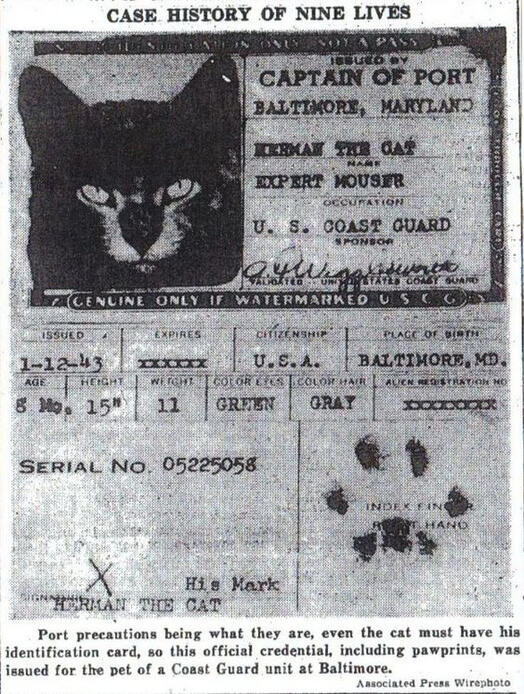 CASE HISTORY OF NINE LIVES
IDENTIFICATION ONLY - NOT A PASS
ISSUED BY
CAPTAIN OF PORT
BALTIMORE, MARYLAND
HERMAN THE CAT
NAME
EXPERT MOUSER
OCCUPATION
U. S. COAST GUARD
SPONSOR
VALIDATED - UNITED STATES COAST GUARD
GENUINE ONLY IF WATERMARKED U S C G
ISSUED EXPIRES CITIZENSHIP PLACE OF BIRTH
1-12-43 XXXXXX U.S.A. BALTIMORE, MD.
AGE HEIGHT WEIGHT COLOR EYES COLOR HAIR ALIEN REGISTRATION NO
8 Mo. 15" 11 GREEN GRAY XXXXXXXX
SERIAL NO. 05225058
INDEX FINGER
RIGHT HAND
X His Mark
SIGNATURE
HERMAN THE CAT
Port precautions being what they are, even the cat must have his
identification card, so this official credential, including pawprints, was
issued for the pet of a Coast Guard unit at Baltimore.
Associated Press Wirephoto